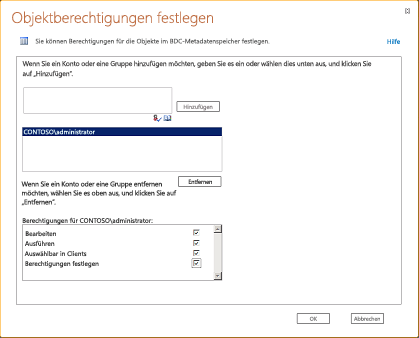 Objektberechtigungen festlegen
Sie können Berechtigungen für die Objekte im BDC-Metadatenspeicher festlegen.
Hilfe
Wenn Sie ein Konto oder eine Gruppe hinzufügen möchten, geben Sie es ein oder wählen dies unten aus, und klicken Sie
auf „Hinzufügen“.
Hinzufügen
CONTOSO\administrator
Wenn Sie ein Konto oder eine Gruppe entfernen
möchten, wählen Sie es oben aus, und klicken Sie auf
„Entfernen“.
Entfernen
Berechtigungen für CONTOSO\administrator:
Bearbeiten
Ausführen
Auswählbar in Clients
Berechtigungen festlegen
OK
Abbrechen